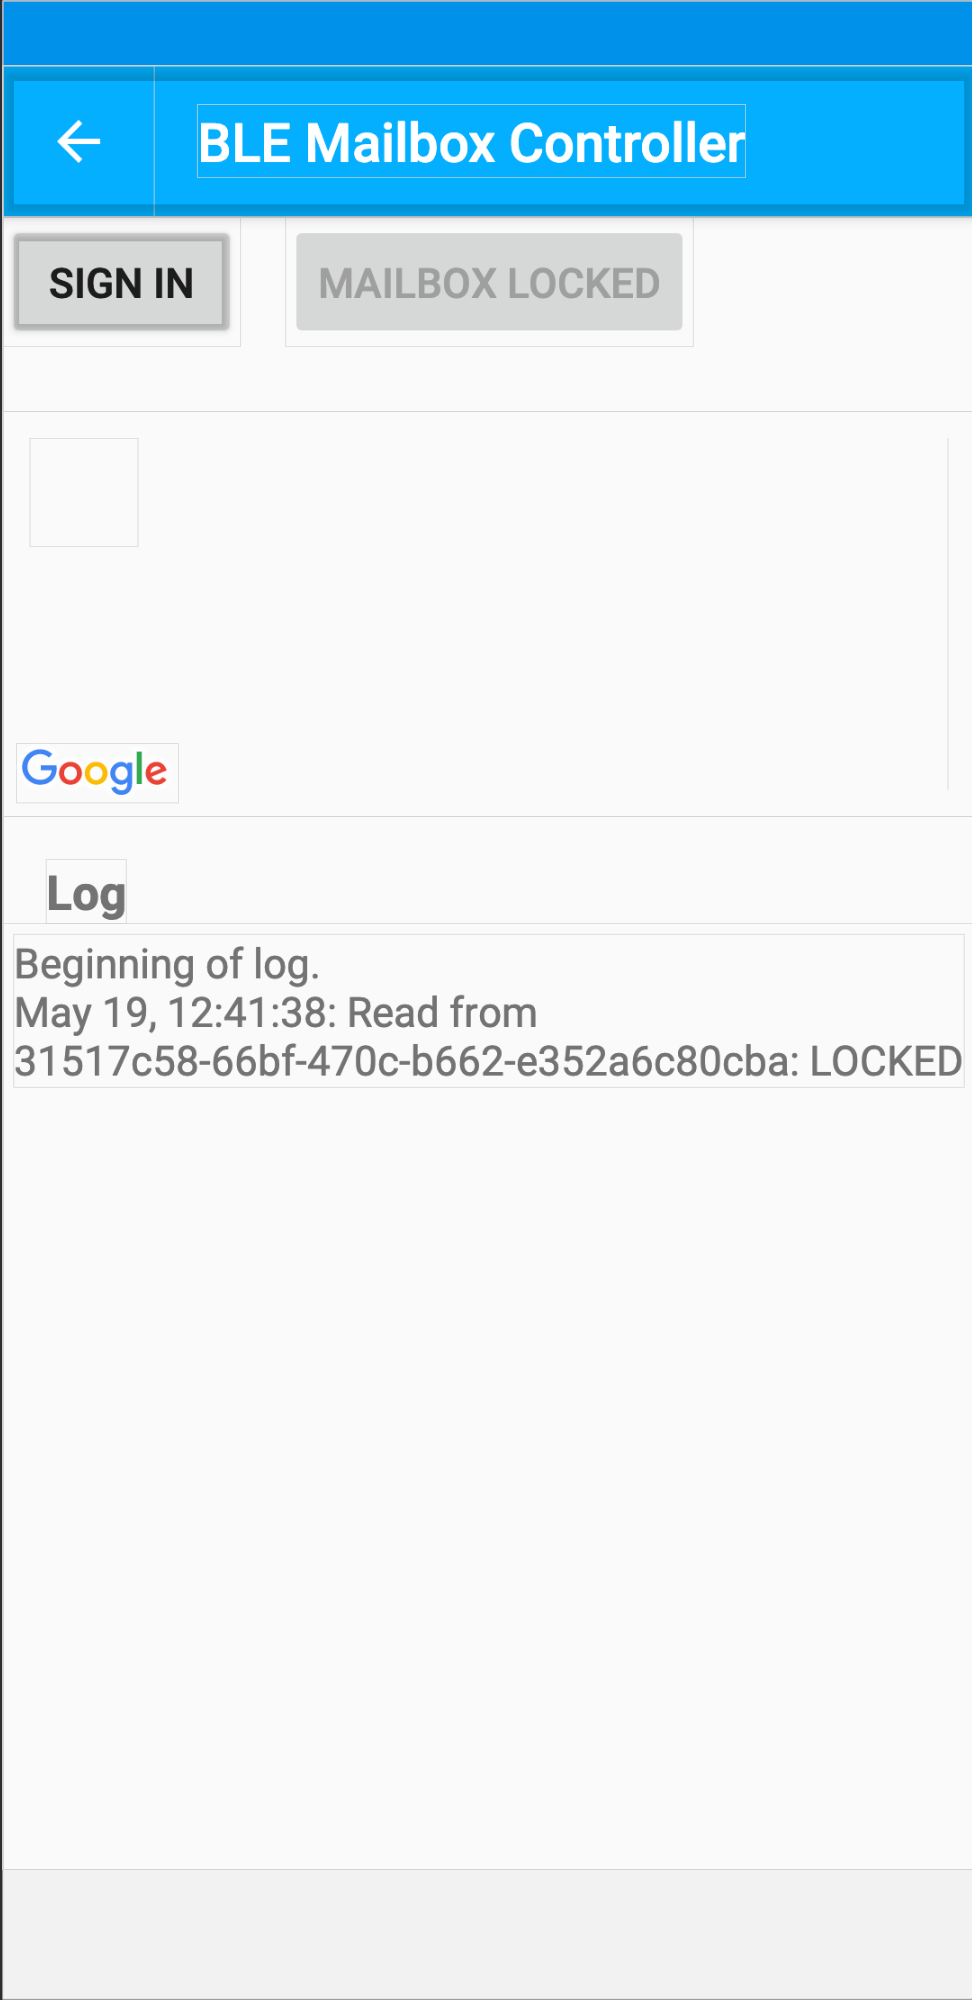 BLE Mailbox Controller
SIGN IN
MAILBOX LOCKED
Google
Log
Beginning of log.
May 19, 12:41:38: Read from
31517c58-66bf-470c-b662-e352a6c80cba: LOCKED